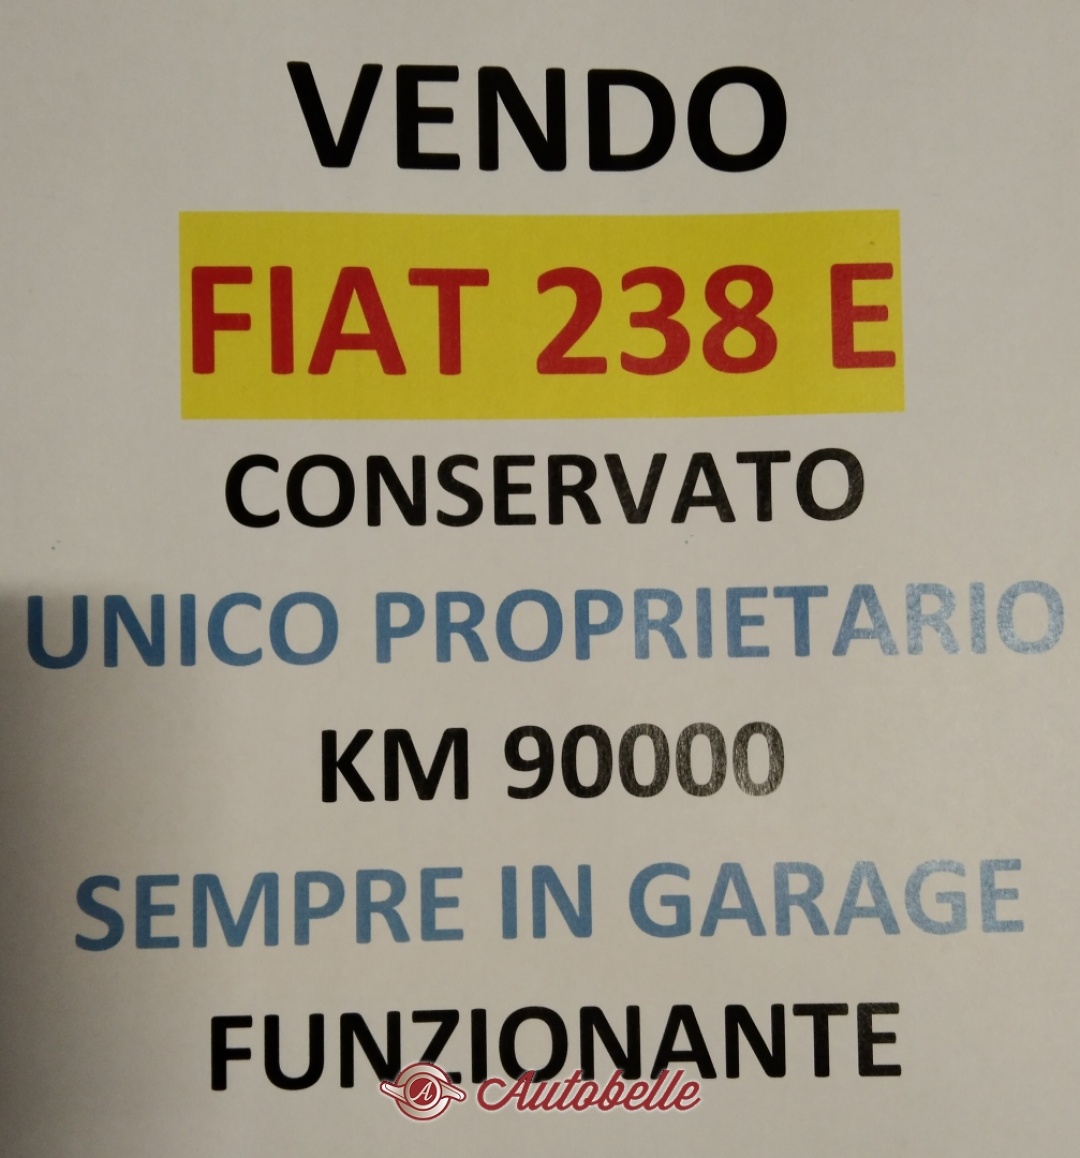 VENDO
FIAT 238 E
CONSERVATO
UNICO PROPRIETARIO
KM 90000
SEMPRE IN GARAGE
FUNZIONANTE
A Autobelle